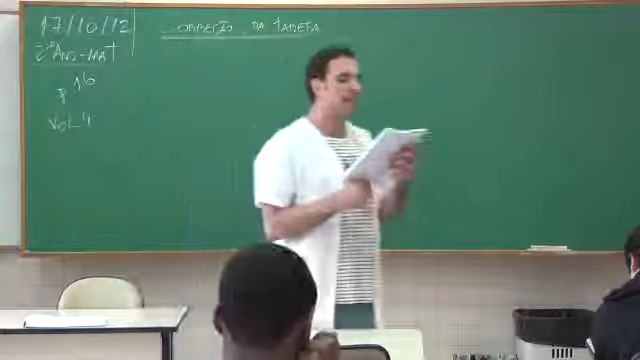 17/10/12 CORREÇÃO DA TAREFA
2º ANO - MAT
P 16
VOL 4